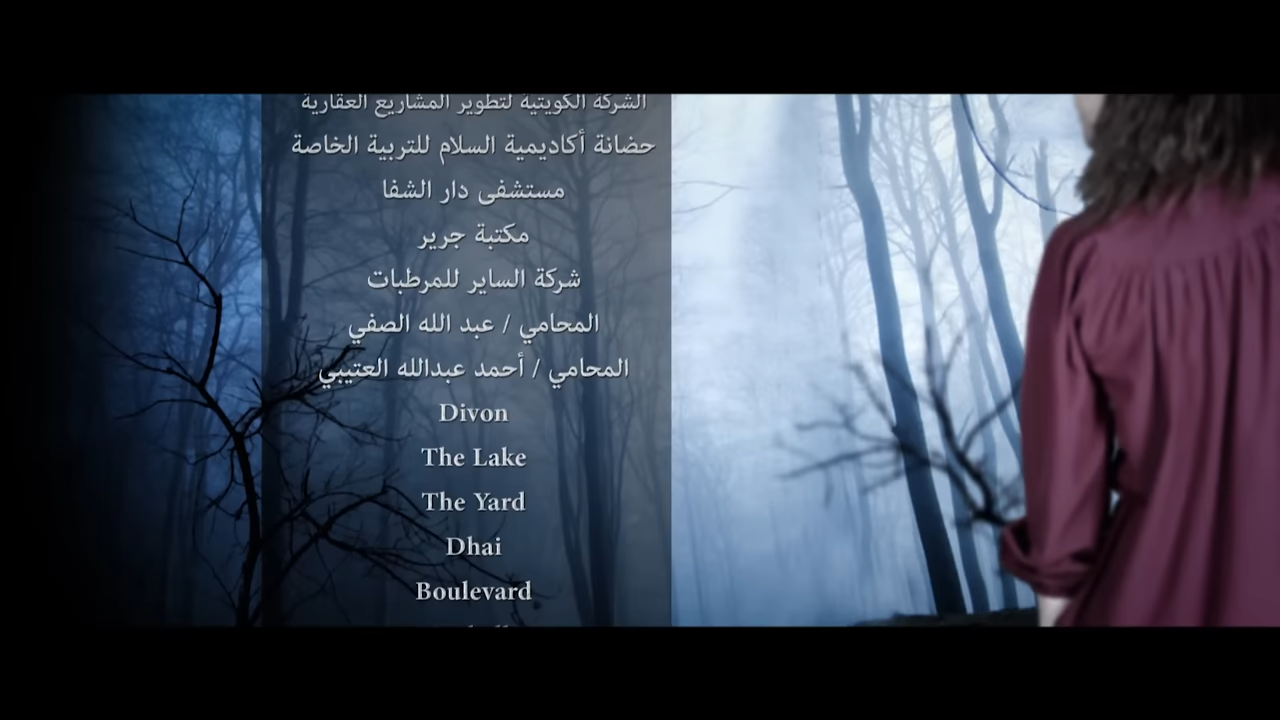 الشركة الكويتية لتطوير المشاريع العقارية
حضانة أكاديمية السلام للتربية الخاصة
مستشفى دار الشفا
مكتبة جرير
شركة الساير للمرطبات
المحامي / عبد الله الصفي
المحامي / أحمد عبدالله العتيبي
Divon
The Lake
The Yard
Dhai
Boulevard